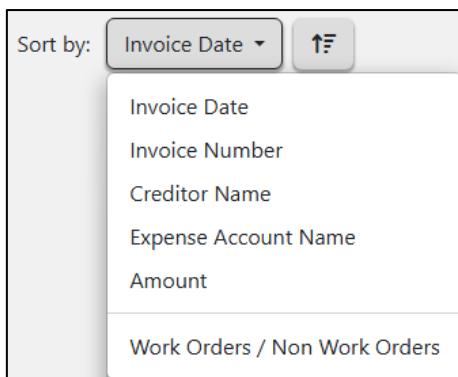 Sort by: Invoice Date
Invoice Date
Invoice Number
Creditor Name
Expense Account Name
Amount
Work Orders / Non Work Orders